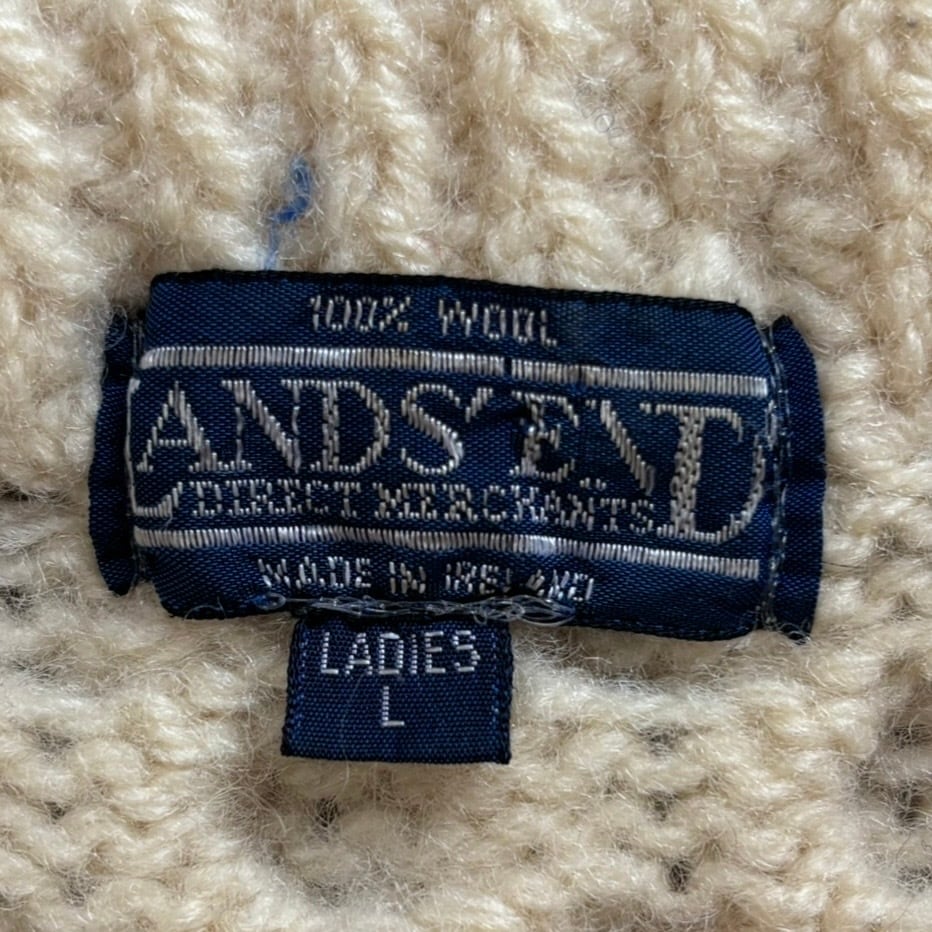 100% WOOL
LANDS' END
DIRECT MERCHANTS
MADE IN IRELAND
LADIES
L